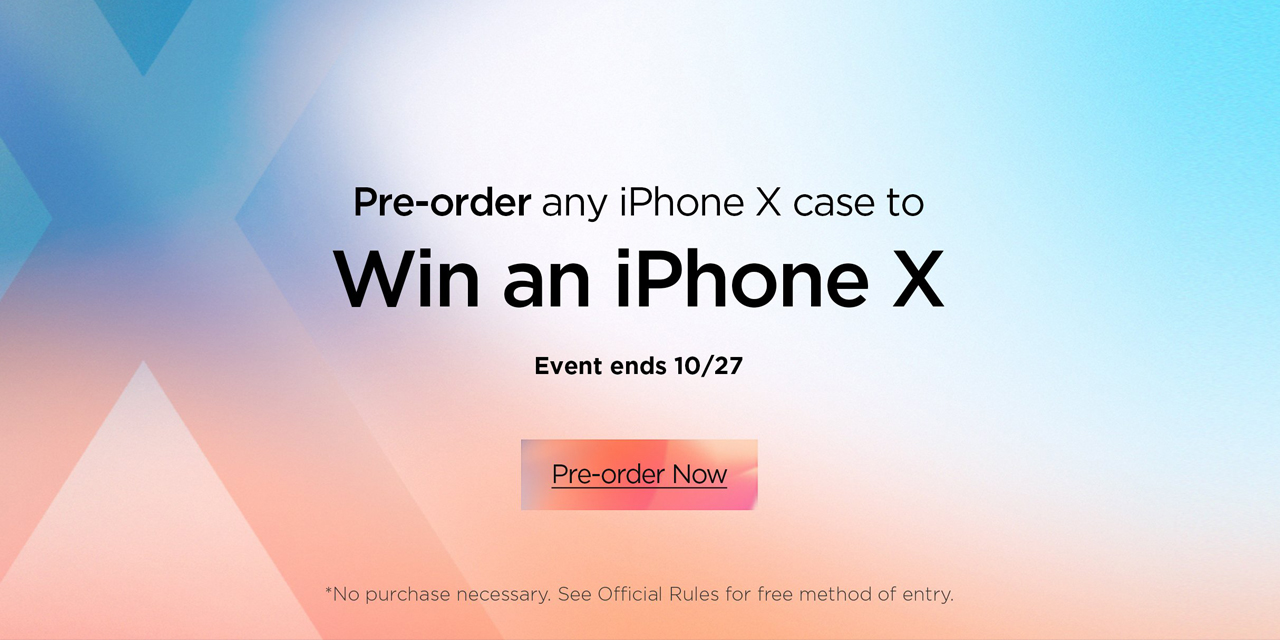 Pre-order any iPhone X case to
Win an iPhone X
Event ends 10/27
Pre-order Now
*No purchase necessary. See Official Rules for free method of entry.